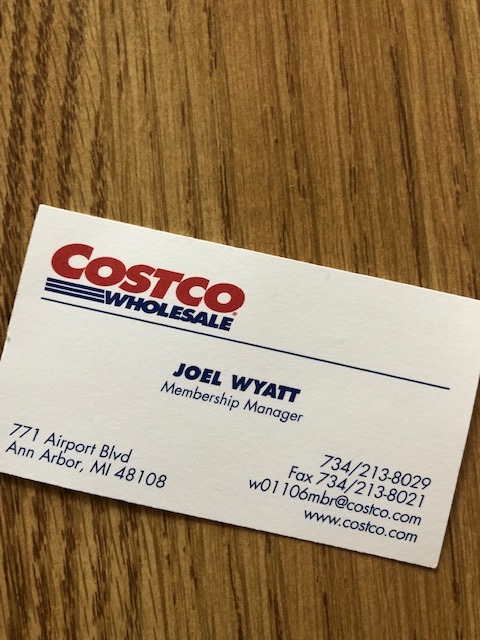 COSTCO
WHOLESALE
JOEL WYATT
Membership Manager
771 Airport Blvd
Ann Arbor, MI 48108
734/213-8029
Fax 734/213-8021
w01106mbr@costco.com
www.costco.com